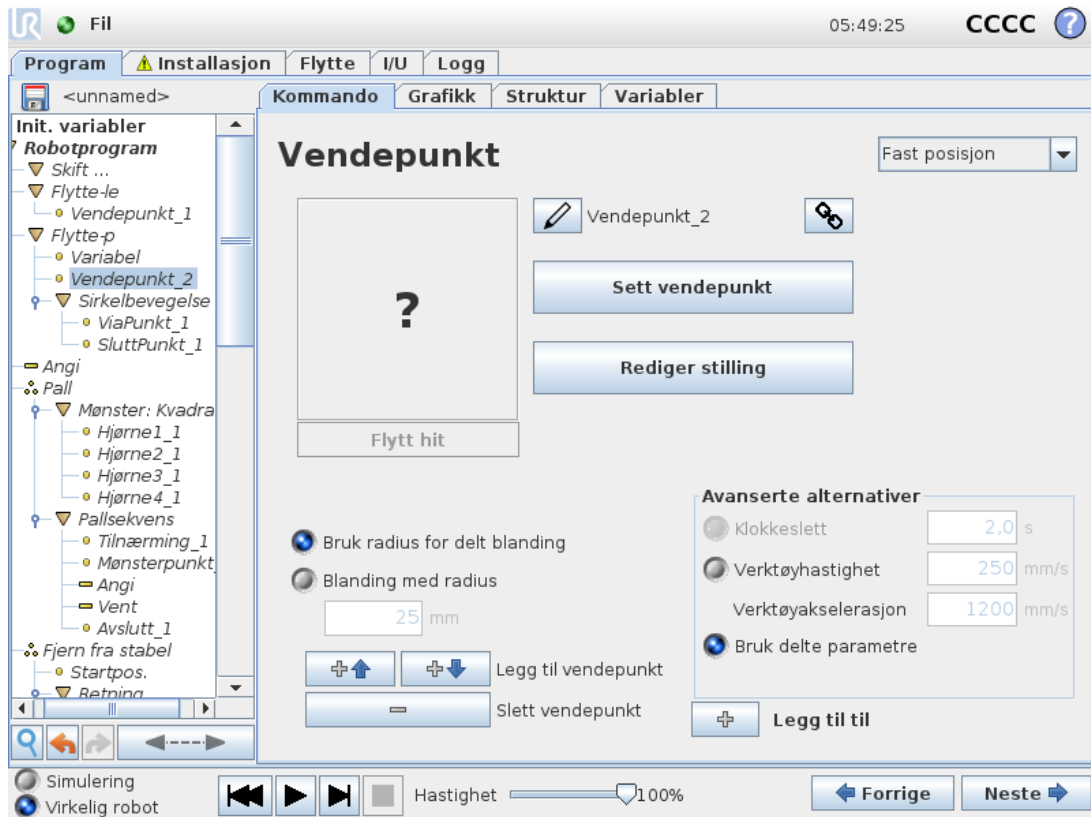 UR Fil 05:49:25 CCCC ?
Program Installasjon Flytte I/U Logg
<unnamed>
Kommando Grafikk Struktur Variabler
Init. variabler
Robotprogram
Skift ...
Flytte-le
Vendepunkt_1
Flytte-p
Variabel
Vendepunkt_2
Sirkelbevegelse
ViaPunkt_1
SluttPunkt_1
Angi
Pall
Mønster: Kvadra
Hjørne1_1
Hjørne2_1
Hjørne3_1
Hjørne4_1
Pallsekvens
Tilnærming_1
Mønsterpunkt_
Angi
Vent
Avslutt_1
Fjern fra stabel
Startpos.
Retning
Vendepunkt
Fast posisjon
?
Vendepunkt_2
Sett vendepunkt
Rediger stilling
Flytt hit
Bruk radius for delt blanding
Blanding med radius
25 mm
Legg til vendepunkt
Slett vendepunkt
Avanserte alternativer
Klokkeslett 2,0 s
Verktøyhastighet 250 mm/s
Verktøyakselerasjon 1200 mm/s
Bruk delte parametre
Legg til til
Simulering
Virkelig robot
Hastighet 100%
Forrige
Neste